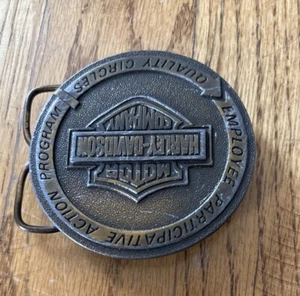 QUALITY CIRCLES
EMPLOYEE PARTICIPATIVE ACTION PROGRAM
MOTOR
HARLEY-DAVIDSON
COMPANY